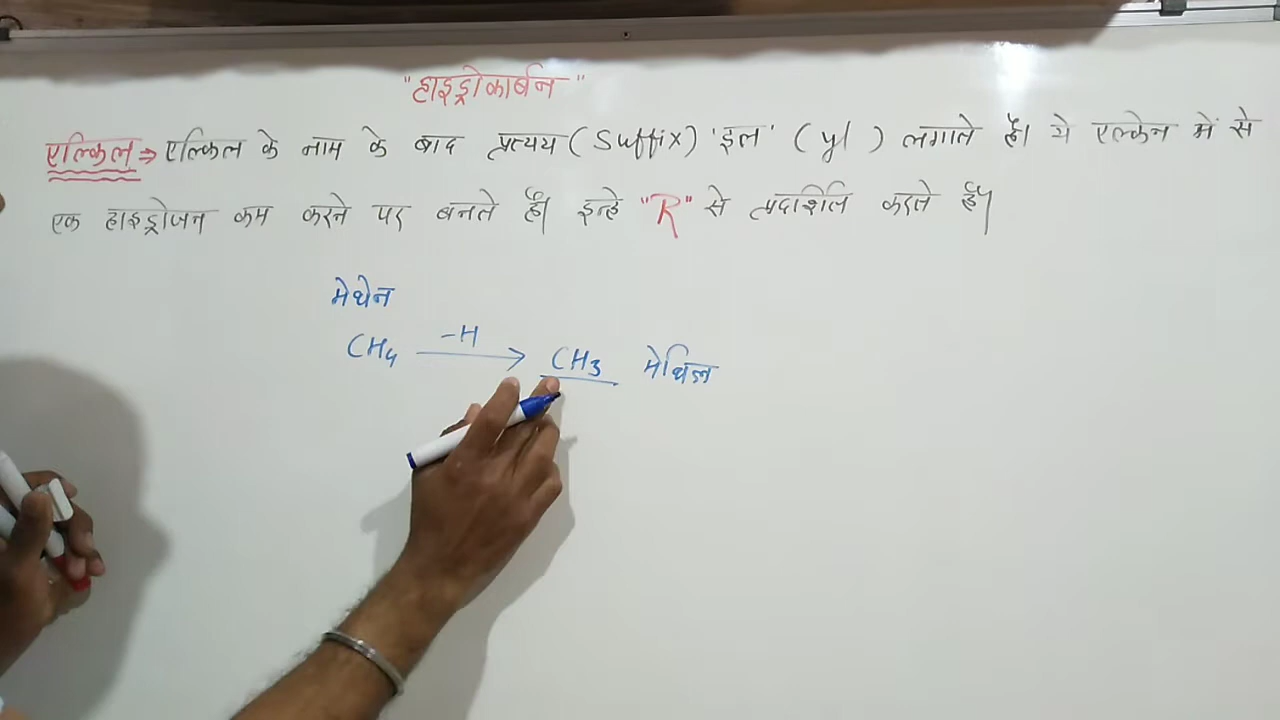 "हाइड्रोकार्बन"
एल्किल ⇒ एल्किल के नाम के बाद प्रत्यय (Suffix) 'इल' (yl) लगाते हैं। ये एल्केन में से
एक हाइड्रोजन कम करने पर बनते हैं। इन्हे "R" से प्रदर्शित करते हैं।
मेथेन
CH₄ —H→ CH₃ मेथिल